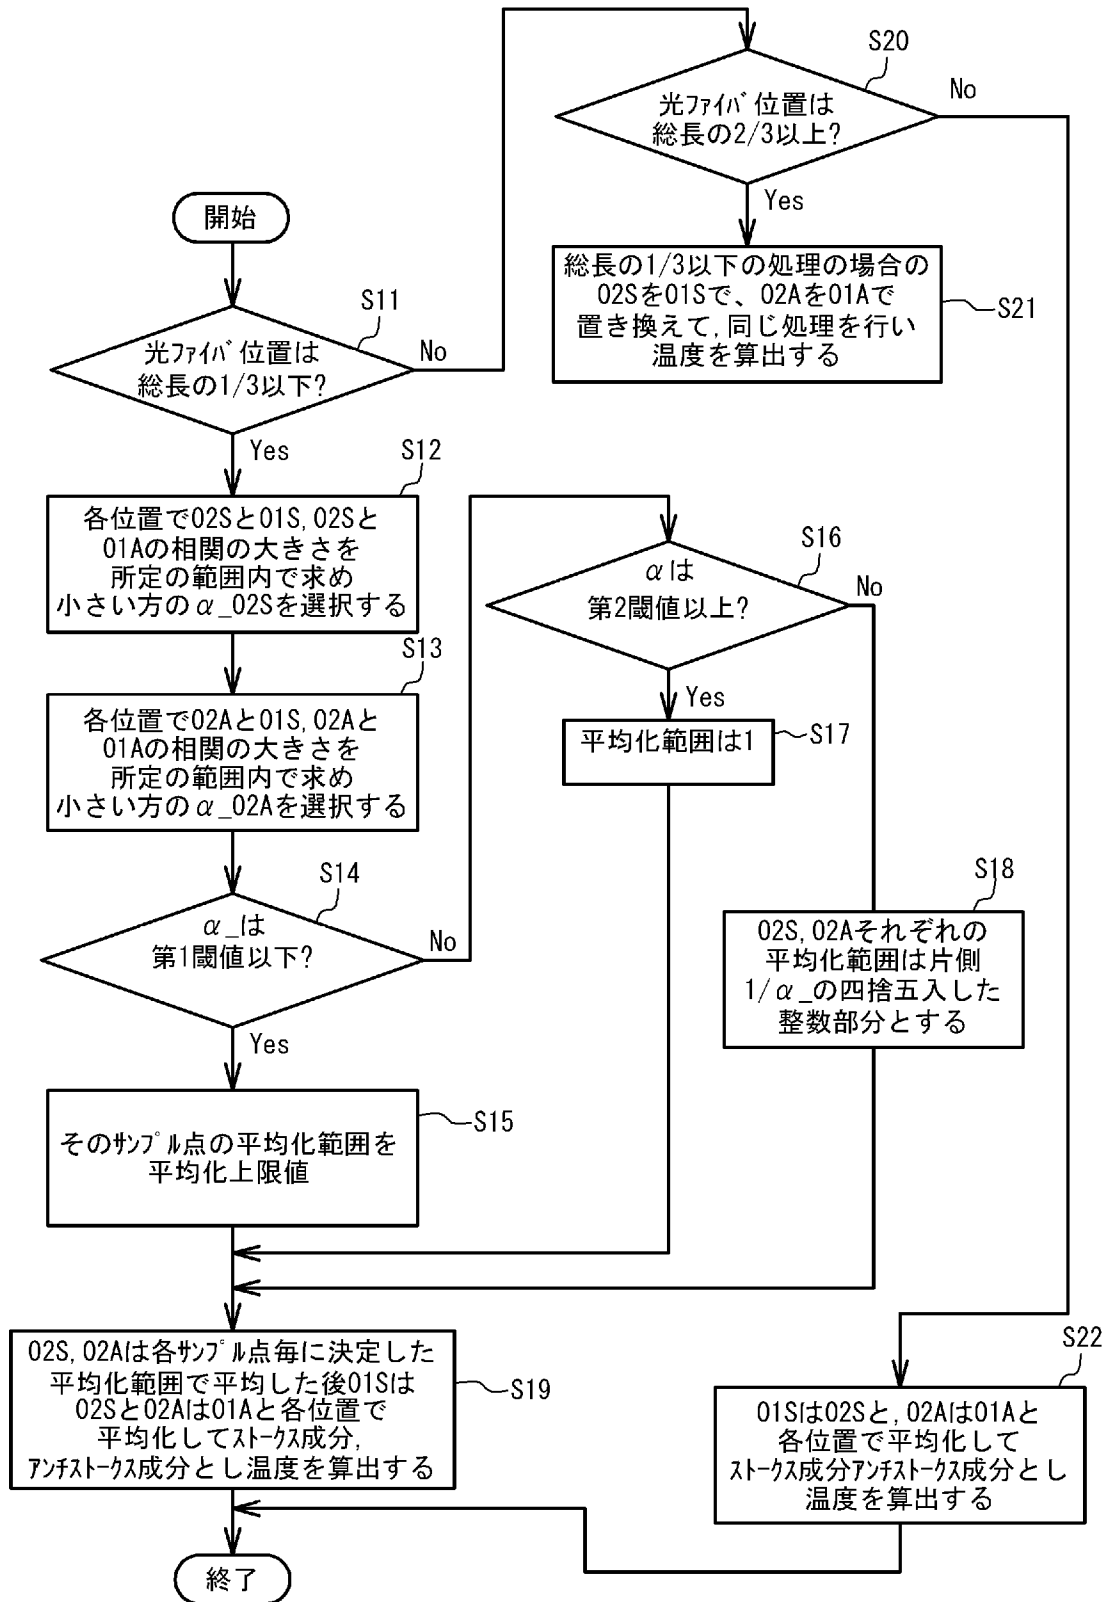 開始
S11
光ファイバ位置は
総長の1/3以下?
No
Yes
S20
光ファイバ位置は
総長の2/3以上?
No
Yes
総長の1/3以下の処理の場合の
02Sを01Sで、02Aを01Aで
置き換えて,同じ処理を行い
温度を算出する
S21
S12
各位置で02Sと01S,02Sと
01Aの相関の大きさを
所定の範囲内で求め
小さい方のα_02Sを選択する
S13
各位置で02Aと01S,02Aと
01Aの相関の大きさを
所定の範囲内で求め
小さい方のα_02Aを選択する
S14
α_は
第1閾値以下?
No
Yes
S16
αは
第2閾値以上?
No
Yes
平均化範囲は1
S17
S18
02S,02Aそれぞれの
平均化範囲は片側
1/α_の四捨五入した
整数部分とする
そのサンプル点の平均化範囲を
平均化上限値
S15
02S,02Aは各サンプル点毎に決定した
平均化範囲で平均した後01Sは
02Sと02Aは01Aと各位置で
平均化してストークス成分,
アンチストークス成分とし温度を算出する
S19
S22
01Sは02Sと,02Aは01Aと
各位置で平均化して
ストークス成分アンチストークス成分とし
温度を算出する
終了